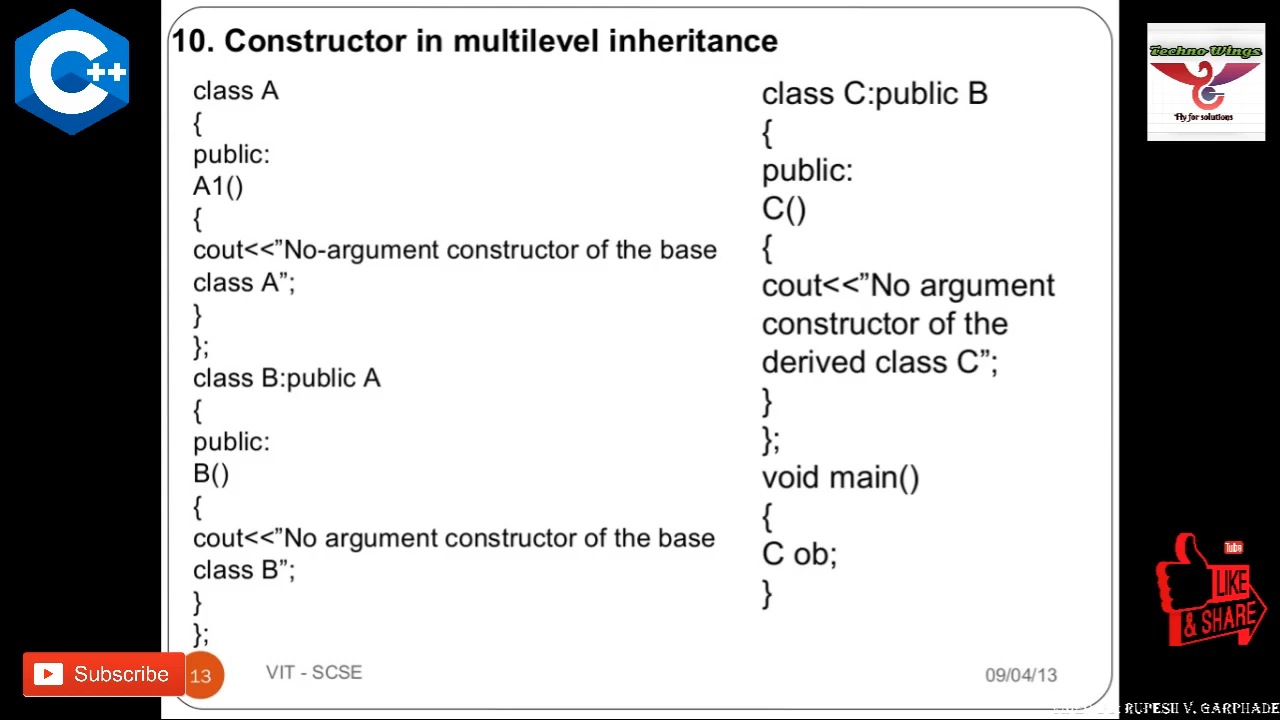 10. Constructor in multilevel inheritance
class A
{
public:
A1()
{
cout<<”No-argument constructor of the base
class A”;
}
};
class B:public A
{
public:
B()
{
cout<<”No argument constructor of the base
class B”;
}
};
class C:public B
{
public:
C()
{
cout<<”No argument
constructor of the
derived class C”;
}
};
void main()
{
C ob;
}
13
VIT - SCSE
09/04/13
C++
Techno Wings
Fly for solutions
Tube
LIKE
& SHARE
Subscribe
RUPESH V. GARPHADE